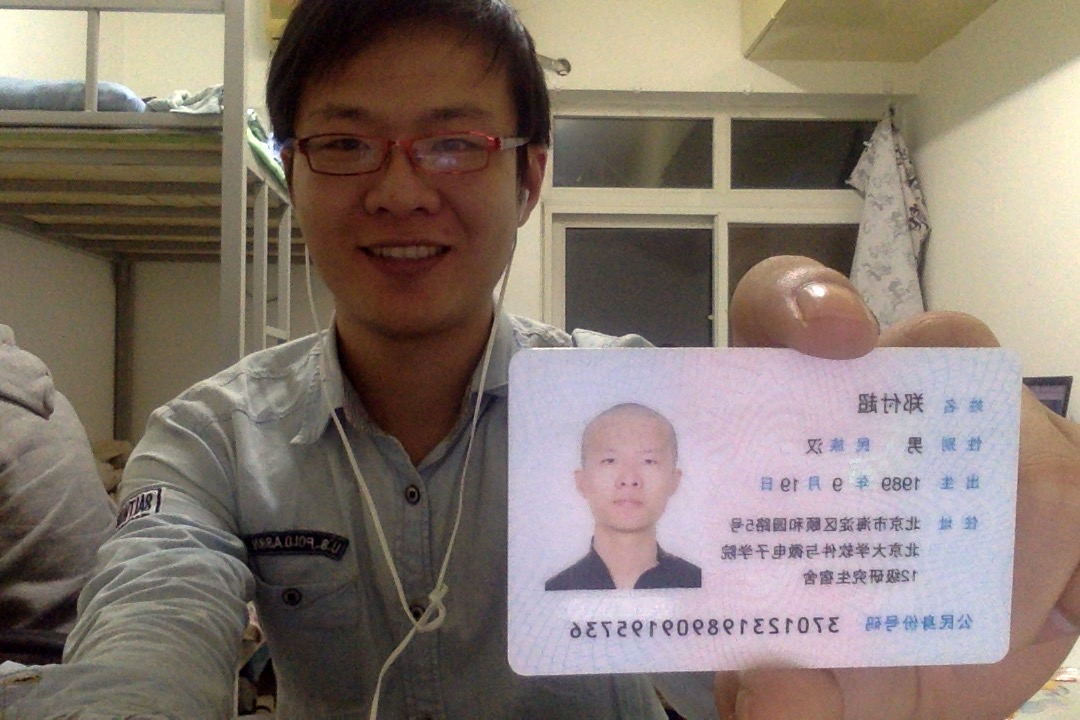 姓名 郑付超
性别 男 民族 汉
出生 1989 年 9 月 19 日
住址 北京市海淀区颐和园路5号
北京大学软件与微电子学院
12级研究生宿舍
公民身份号码 370123198909195736
U.S. POLO ASSN